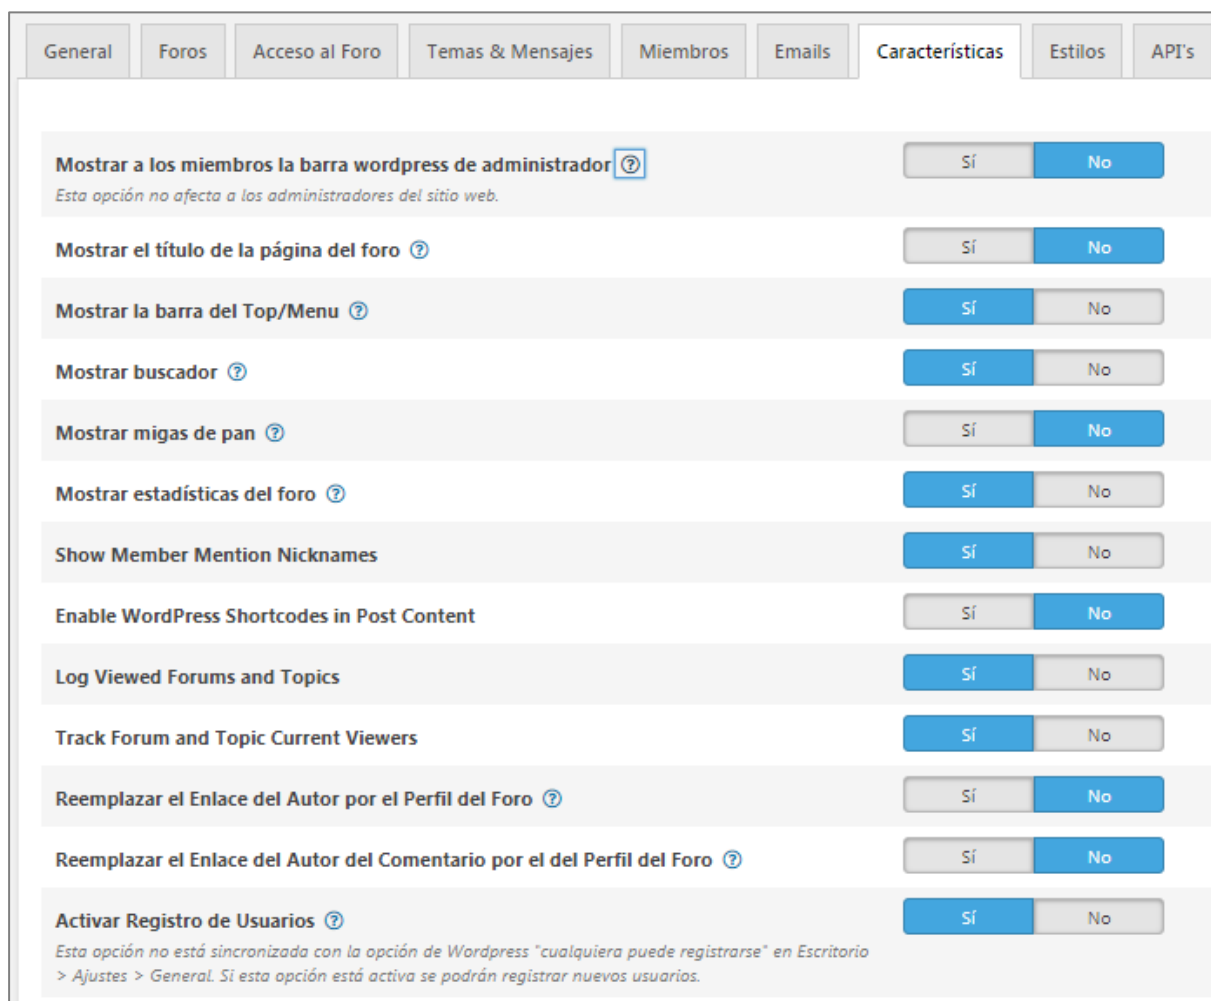 General Foros Acceso al Foro Temas & Mensajes Miembros Emails Características Estilos API's
Mostrar a los miembros la barra wordpress de administrador ? Sí No
Esta opción no afecta a los administradores del sitio web.
Mostrar el título de la página del foro ? Sí No
Mostrar la barra del Top/Menu ? Sí No
Mostrar buscador ? Sí No
Mostrar migas de pan ? Sí No
Mostrar estadísticas del foro ? Sí No
Show Member Mention Nicknames Sí No
Enable WordPress Shortcodes in Post Content Sí No
Log Viewed Forums and Topics Sí No
Track Forum and Topic Current Viewers Sí No
Reemplazar el Enlace del Autor por el Perfil del Foro ? Sí No
Reemplazar el Enlace del Autor del Comentario por el del Perfil del Foro ? Sí No
Activar Registro de Usuarios ? Sí No
Esta opción no está sincronizada con la opción de Wordpress "cualquiera puede registrarse" en Escritorio
> Ajustes > General. Si esta opción está activa se podrán registrar nuevos usuarios.